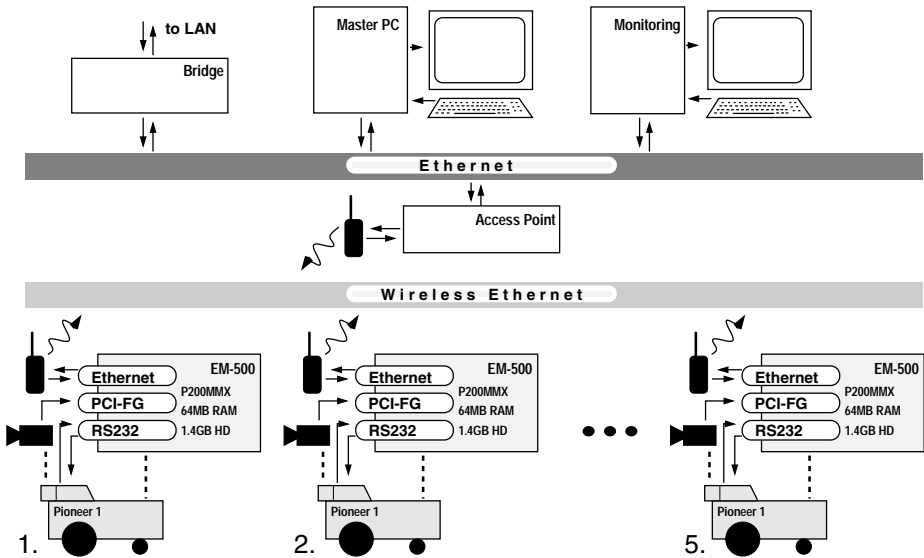 to LAN
Bridge
Master PC
Monitoring
Ethernet
Access Point
Wireless Ethernet
EM-500
Ethernet
P200MMX
PCI-FG
64MB RAM
RS232
1.4GB HD
Pioneer 1
1.
EM-500
Ethernet
P200MMX
PCI-FG
64MB RAM
RS232
1.4GB HD
Pioneer 1
2.
EM-500
Ethernet
P200MMX
PCI-FG
64MB RAM
RS232
1.4GB HD
Pioneer 1
5.